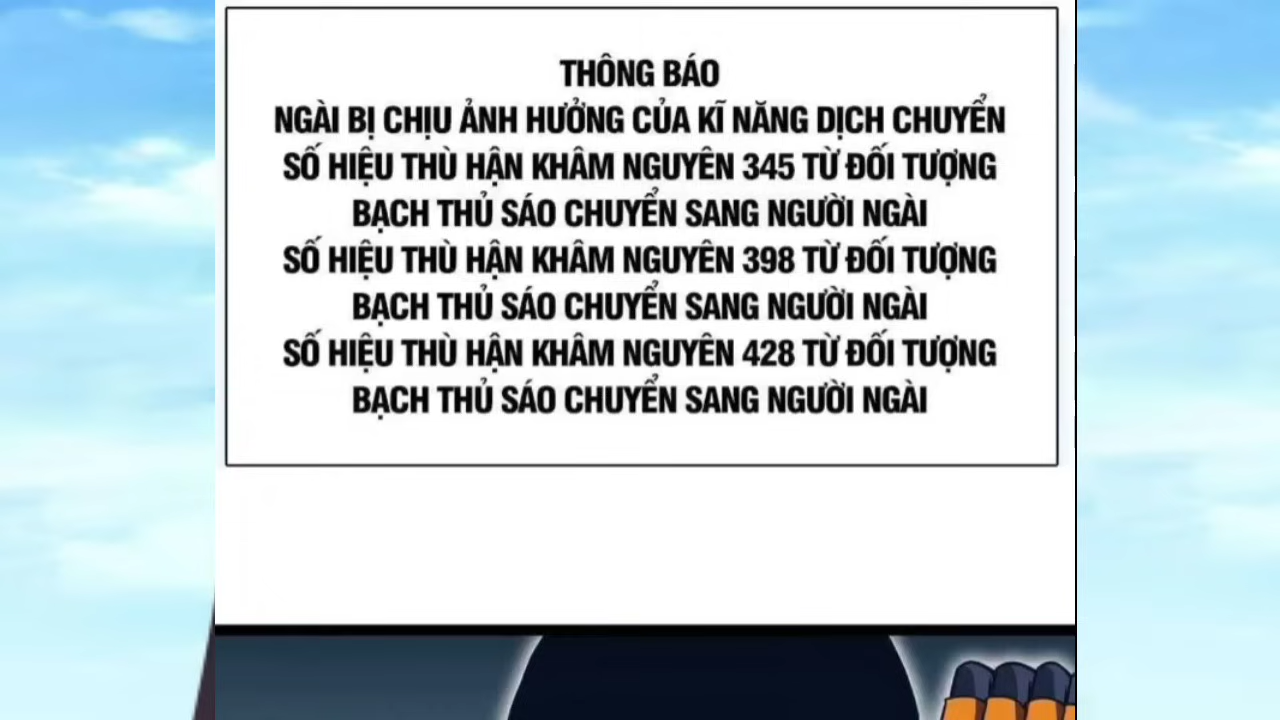 THÔNG BÁO
NGÀI BỊ CHỊU ẢNH HƯỞNG CỦA KĨ NĂNG DỊCH CHUYỂN
SỐ HIỆU THÙ HẬN KHÂM NGUYÊN 345 TỪ ĐỐI TƯỢNG
BẠCH THỦ SÁO CHUYỂN SANG NGƯỜI NGÀI
SỐ HIỆU THÙ HẬN KHÂM NGUYÊN 398 TỪ ĐỐI TƯỢNG
BẠCH THỦ SÁO CHUYỂN SANG NGƯỜI NGÀI
SỐ HIỆU THÙ HẬN KHÂM NGUYÊN 428 TỪ ĐỐI TƯỢNG
BẠCH THỦ SÁO CHUYỂN SANG NGƯỜI NGÀI